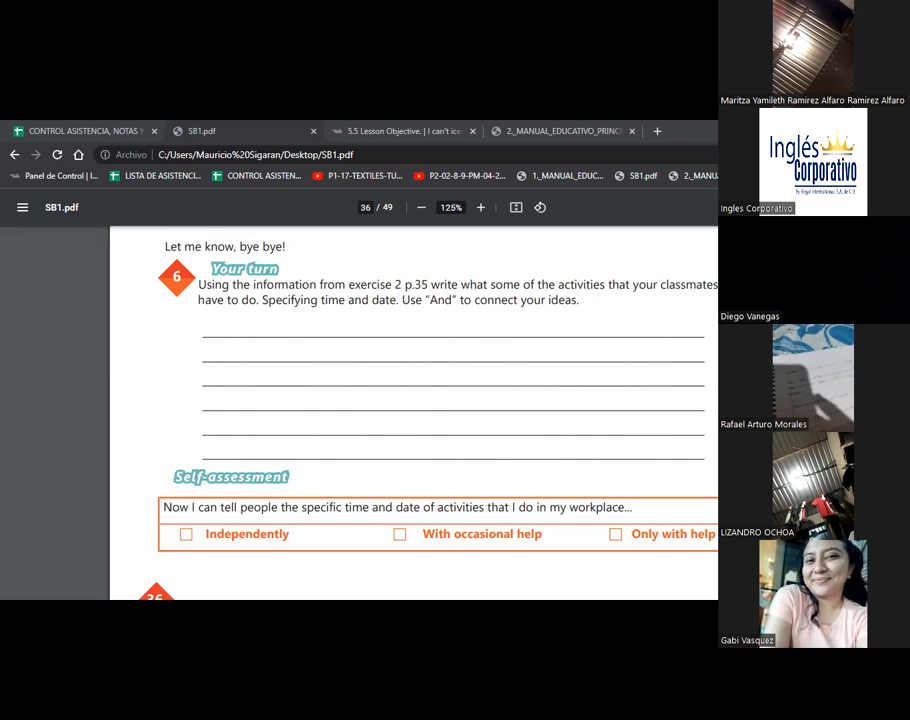 CONTROL ASISTENCIA, NOTAS Y
SB1.pdf
5.5 Lesson Objective. | I can't ice-
2._MANUAL_EDUCATIVO_PRINCI
Archivo
C:/Users/Mauricio%20Sigaran/Desktop/SB1.pdf
Panel de Control | I...
LISTA DE ASISTENCI...
CONTROL ASISTEN...
P1-17-TEXTILES-TU...
P2-02-8-9-PM-04-2...
1._MANUAL_EDUC...
SB1.pdf
2._MANU
SB1.pdf
36 / 49
125%
Let me know, bye bye!
6
Your turn
Using the information from exercise 2 p.35 write what some of the activities that your classmates
have to do. Specifying time and date. Use “And” to connect your ideas.
Self-assessment
Now I can tell people the specific time and date of activities that I do in my workplace...
Independently
With occasional help
Only with help
36
Maritza Yamileth Ramirez Alfaro Ramirez Alfaro
Inglés
Corporativo
By Regal International, S.A. de C.V.
Ingles Corporativo
Diego Vanegas
Rafael Arturo Morales
LIZANDRO OCHOA
Gabi Vasquez